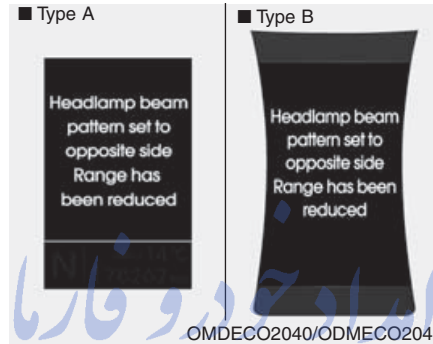 ■ Type A
Headlamp beam
pattern set to
opposite side
Range has
been reduced
N
■ Type B
Headlamp beam
pattern set to
opposite side
Range has been
reduced
امداد خودرو
OMDECO2040/ODMECO204